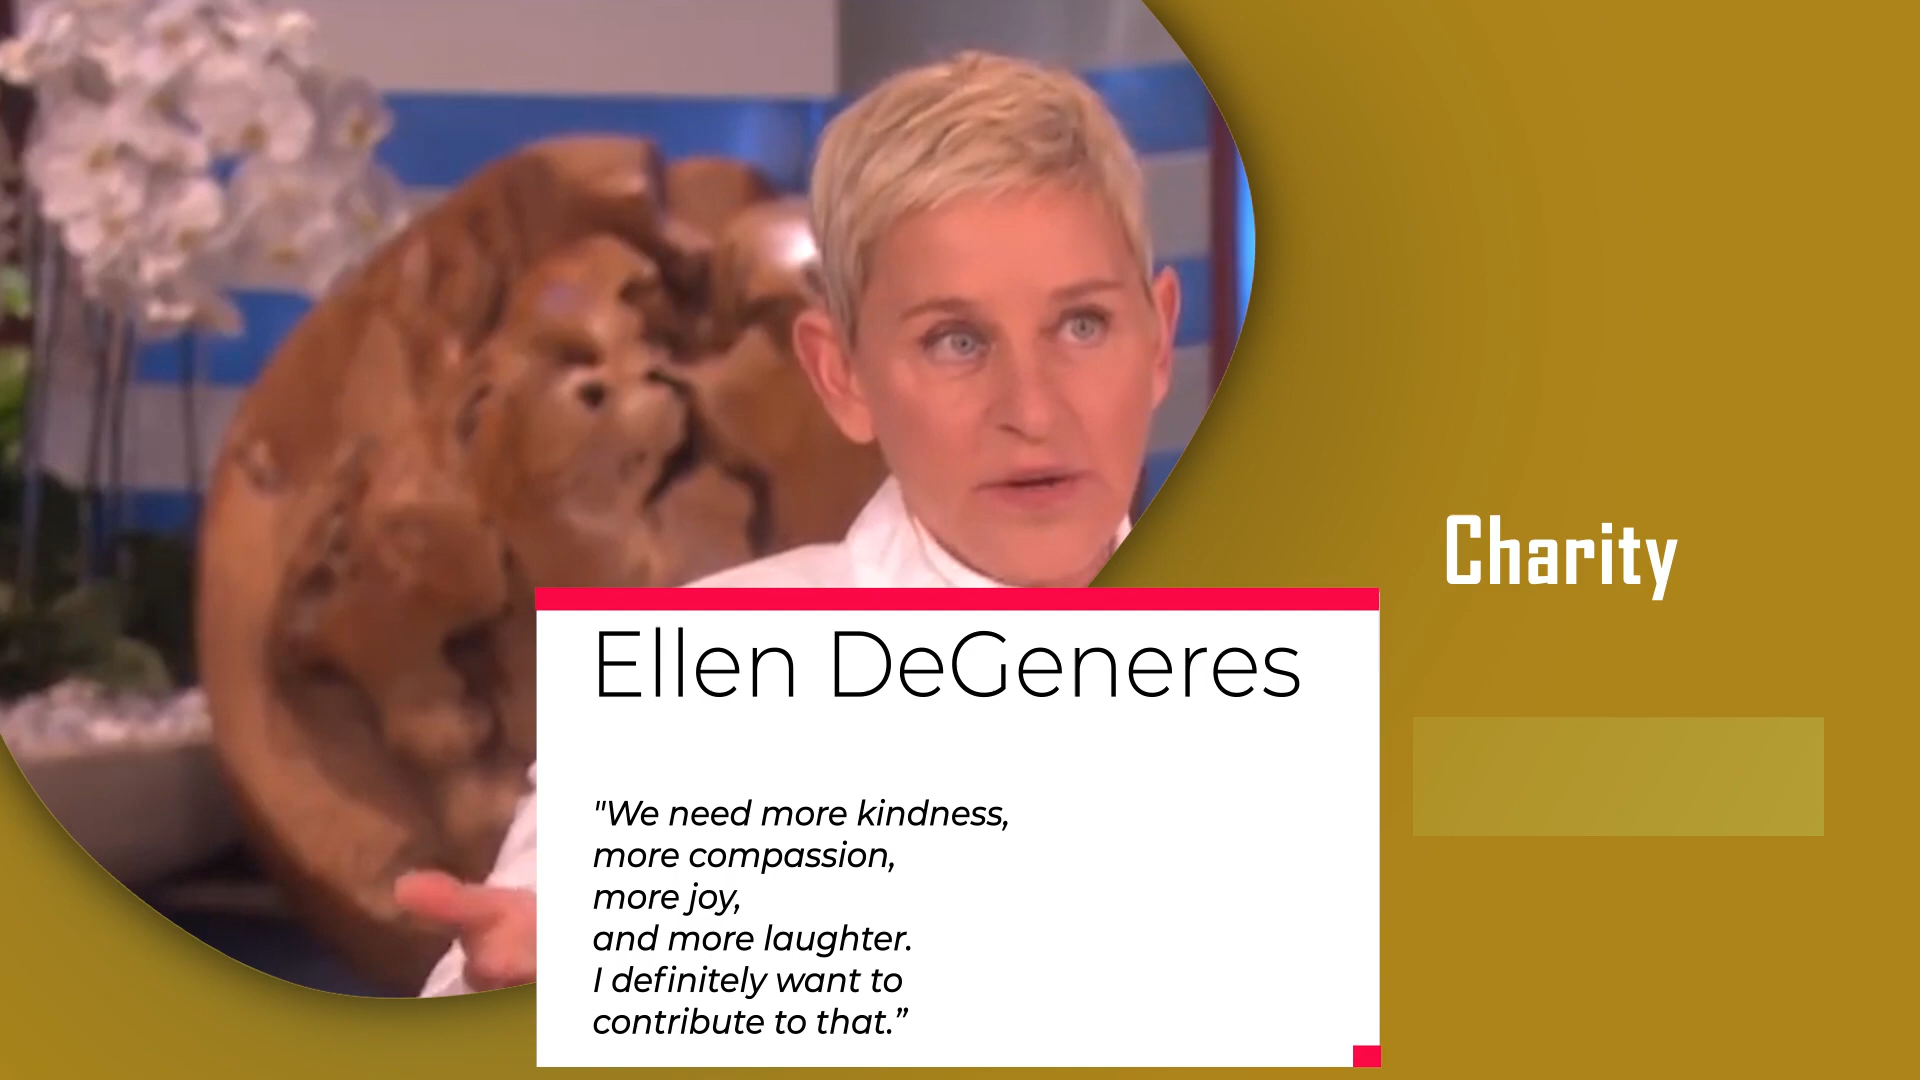 Charity
Ellen DeGeneres
"We need more kindness,
more compassion,
more joy,
and more laughter.
I definitely want to
contribute to that.”